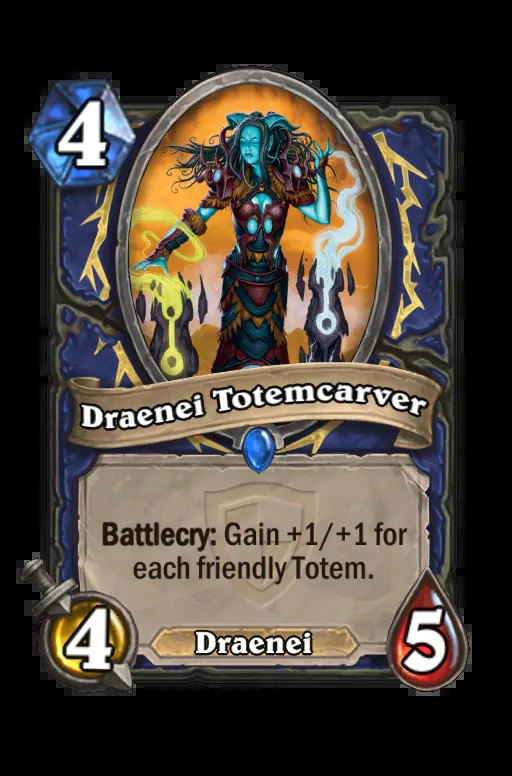 4
Draenei Totemcarver
Battlecry: Gain +1/+1 for
each friendly Totem.
4
Draenei
5